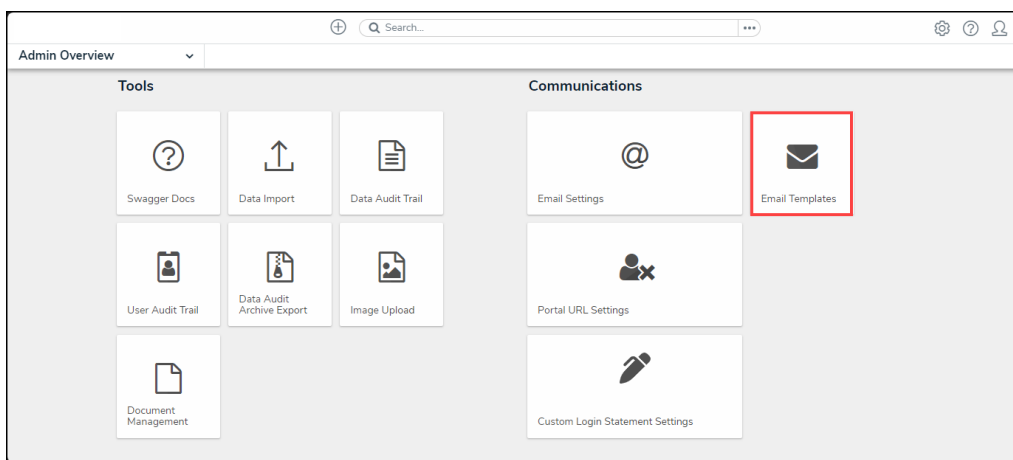 Search...
Admin Overview
Tools
Communications
Swagger Docs
Data Import
Data Audit Trail
Email Settings
Email Templates
User Audit Trail
Data Audit
Archive Export
Image Upload
Portal URL Settings
Document
Management
Custom Login Statement Settings